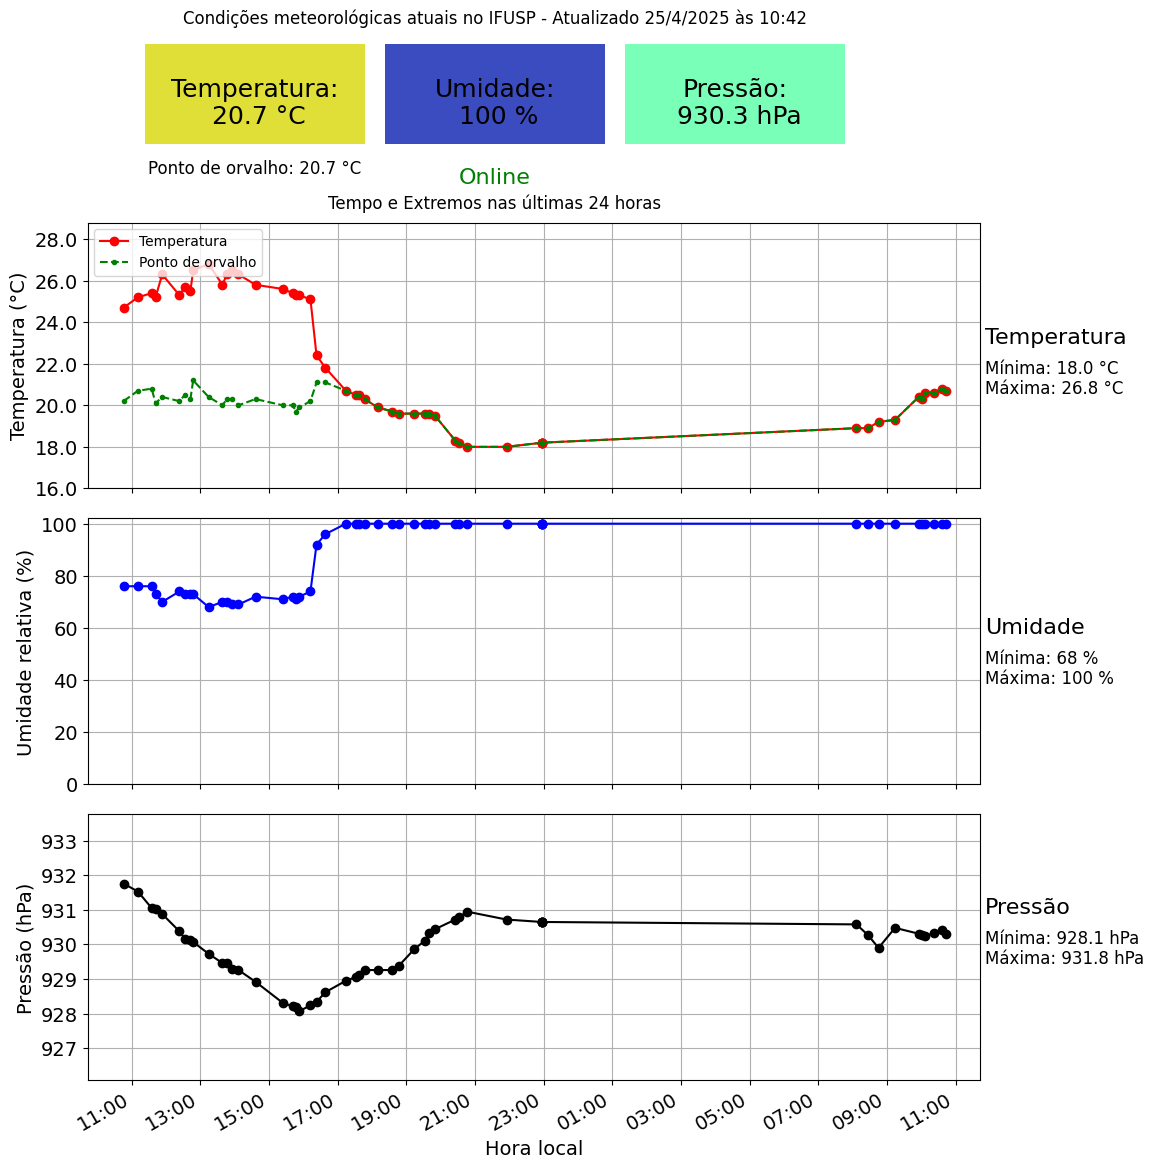 Condições meteorológicas atuais no IFUSP - Atualizado 25/4/2025 às 10:42
Temperatura:
20.7 °C
Umidade:
100 %
Pressão:
930.3 hPa
Ponto de orvalho: 20.7 °C
Online
Tempo e Extremos nas últimas 24 horas
Temperatura
Ponto de orvalho
Temperatura (°C)
28.0
26.0
24.0
22.0
20.0
18.0
16.0
Temperatura
Mínima: 18.0 °C
Máxima: 26.8 °C
Umidade relativa (%)
100
80
60
40
20
0
Umidade
Mínima: 68 %
Máxima: 100 %
Pressão (hPa)
933
932
931
930
929
928
927
Pressão
Mínima: 928.1 hPa
Máxima: 931.8 hPa
11:00
13:00
15:00
17:00
19:00
21:00
23:00
01:00
03:00
05:00
07:00
09:00
11:00
Hora local